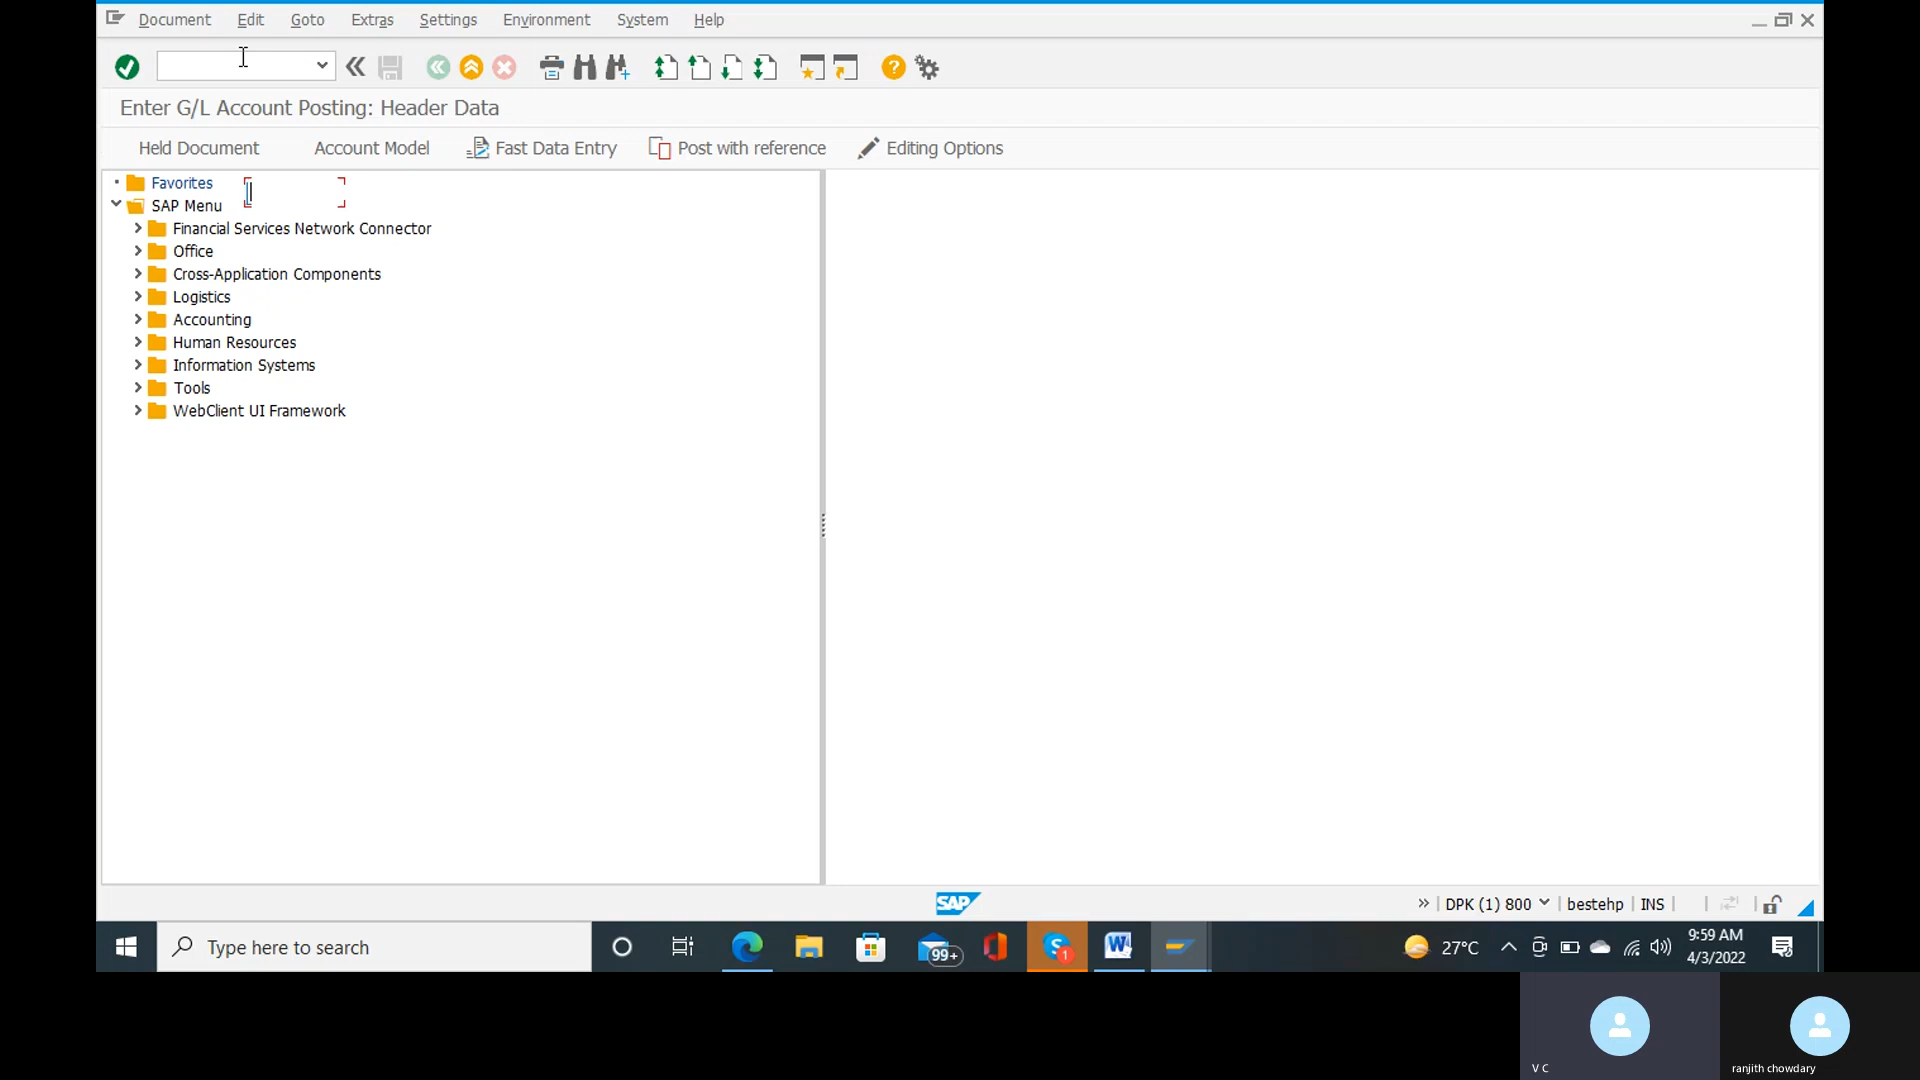 Document Edit Goto Extras Settings Environment System Help
Enter G/L Account Posting: Header Data
Held Document Account Model Fast Data Entry Post with reference Editing Options
Favorites
SAP Menu
Financial Services Network Connector
Office
Cross-Application Components
Logistics
Accounting
Human Resources
Information Systems
Tools
WebClient UI Framework
SAP DPK (1) 800 bestehp INS
Type here to search 99+ 1 27°C 9:59 AM
4/3/2022
V C ranjith chowdary